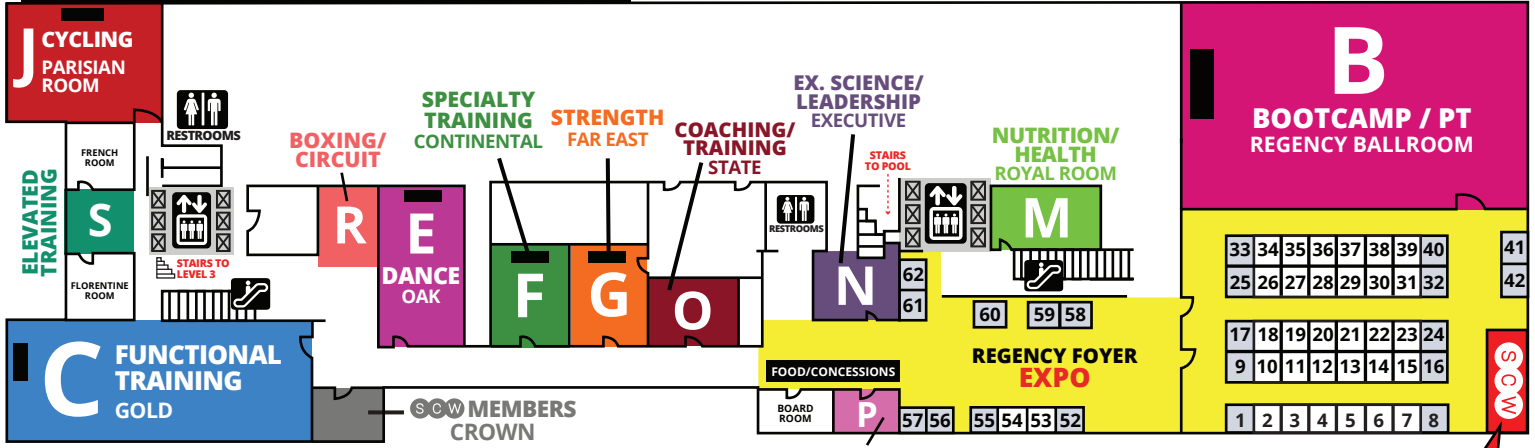 J CYCLING
PARISIAN
ROOM
RESTROOMS
FRENCH
ROOM
ELEVATED
TRAINING
S
STAIRS TO
LEVEL 3
FLORENTINE
ROOM
C FUNCTIONAL
TRAINING
GOLD
SCW MEMBERS
CROWN
BOXING/
CIRCUIT
R
E
DANCE
OAK
SPECIALTY
TRAINING
CONTINENTAL
F
STRENGTH
FAR EAST
G
COACHING/
TRAINING
STATE
O
RESTROOMS
EX. SCIENCE/
LEADERSHIP
EXECUTIVE
N
STAIRS
TO POOL
NUTRITION/
HEALTH
ROYAL ROOM
M
62
61
60 59 58
REGENCY FOYER
EXPO
FOOD/CONCESSIONS
BOARD
ROOM
P
57 56 55 54 53 52
B
BOOTCAMP / PT
REGENCY BALLROOM
33 34 35 36 37 38 39 40
25 26 27 28 29 30 31 32
41
42
17 18 19 20 21 22 23 24
9 10 11 12 13 14 15 16
1 2 3 4 5 6 7 8
SCW